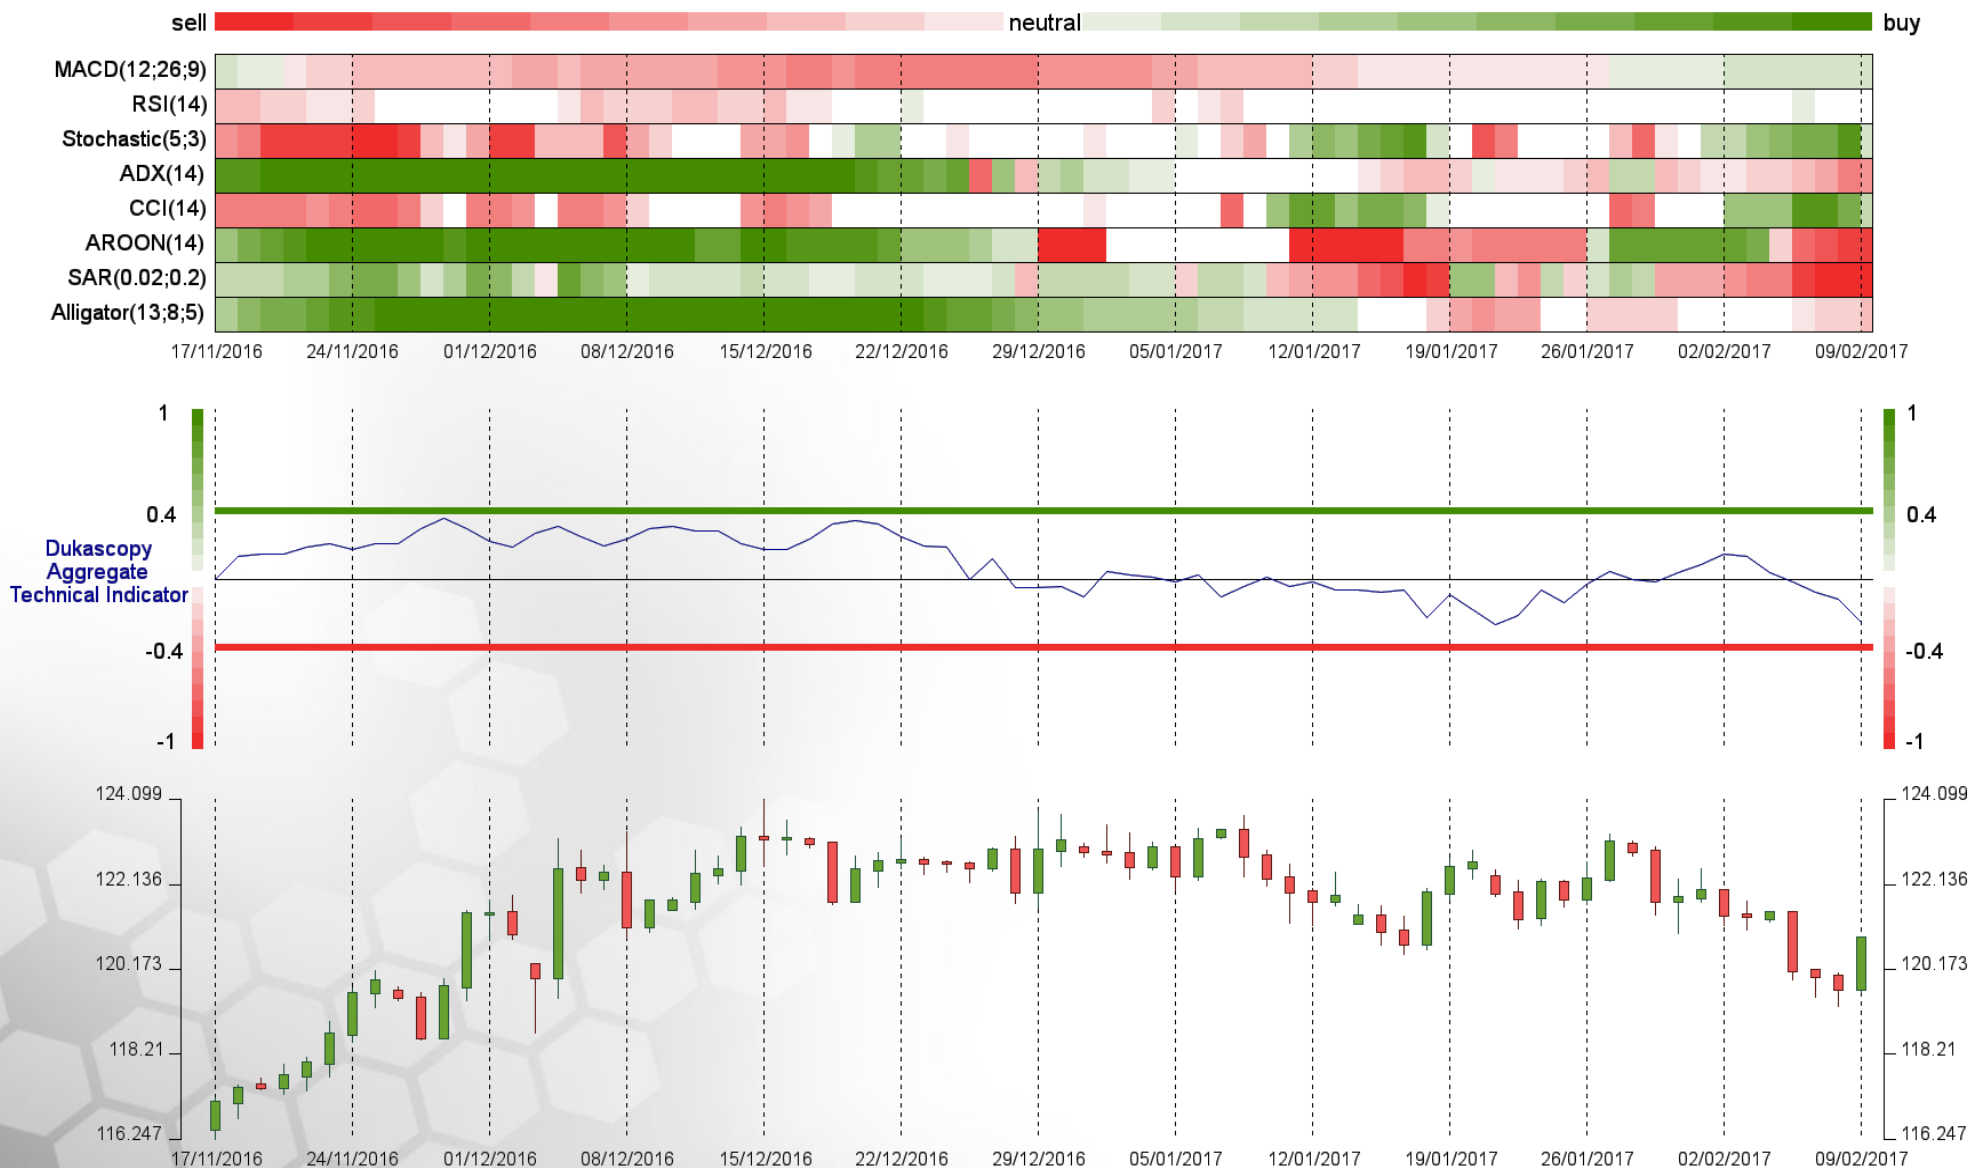 sell neutral buy
MACD(12;26;9)
RSI(14)
Stochastic(5;3)
ADX(14)
CCI(14)
AROON(14)
SAR(0.02;0.2)
Alligator(13;8;5)
17/11/2016 24/11/2016 01/12/2016 08/12/2016 15/12/2016 22/12/2016 29/12/2016 05/01/2017 12/01/2017 19/01/2017 26/01/2017 02/02/2017 09/02/2017
1 1
0.4 0.4
Dukascopy
Aggregate
Technical Indicator
-0.4 -0.4
-1 -1
124.099 124.099
122.136 122.136
120.173 120.173
118.21 118.21
116.247 116.247
17/11/2016 24/11/2016 01/12/2016 08/12/2016 15/12/2016 22/12/2016 29/12/2016 05/01/2017 12/01/2017 19/01/2017 26/01/2017 02/02/2017 09/02/2017